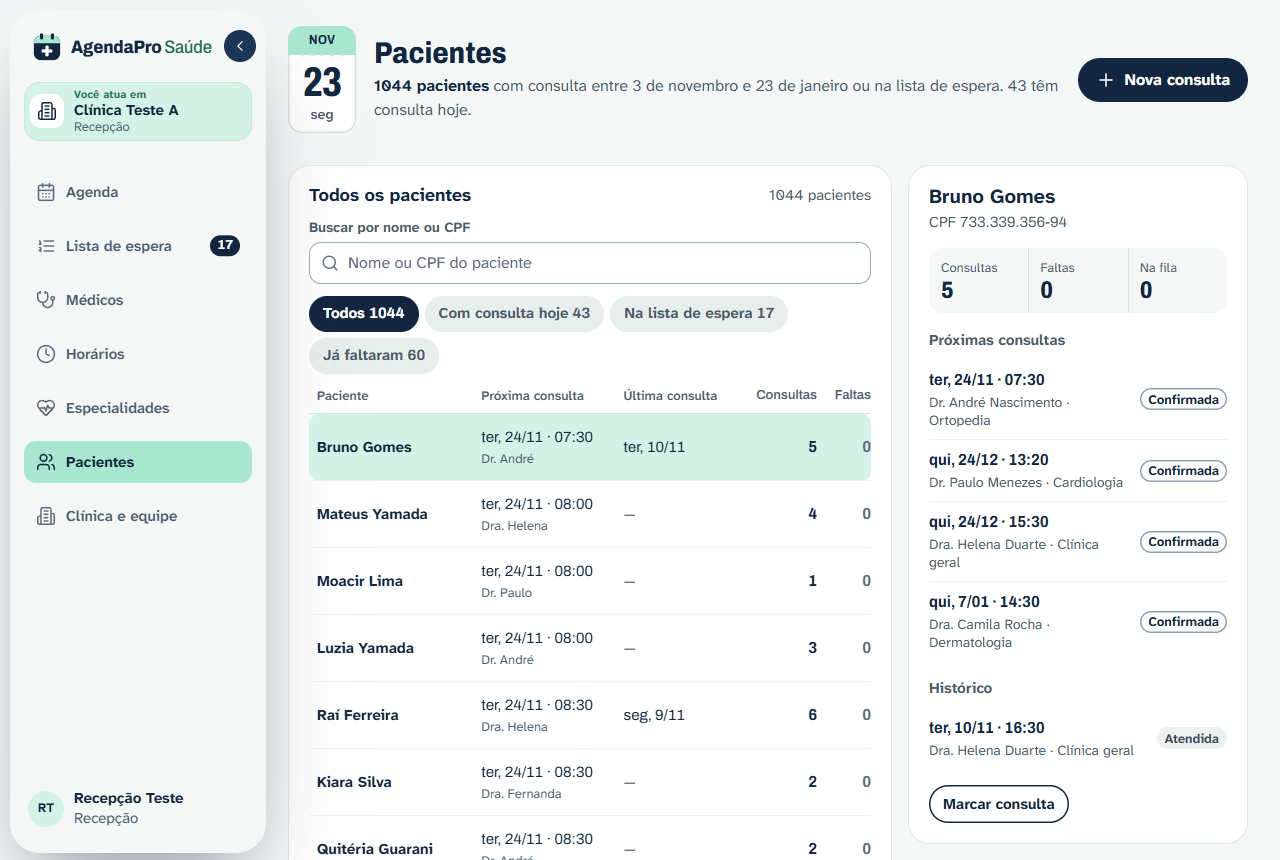 AgendaPro Saúde
Você atua em
Clínica Teste A
Recepção
Agenda
Lista de espera 17
Médicos
Horários
Especialidades
Pacientes
Clínica e equipe
RT
Recepção Teste
Recepção
NOV
23
seg
Pacientes
1044 pacientes com consulta entre 3 de novembro e 23 de janeiro ou na lista de espera. 43 têm
consulta hoje.
Nova consulta
Todos os pacientes 1044 pacientes
Buscar por nome ou CPF
Nome ou CPF do paciente
Todos 1044 Com consulta hoje 43 Na lista de espera 17
Já faltaram 60
Paciente Próxima consulta Última consulta Consultas Faltas
Bruno Gomes ter, 24/11 · 07:30 ter, 10/11 5 0
Dr. André
Mateus Yamada ter, 24/11 · 08:00 — 4 0
Dra. Helena
Moacir Lima ter, 24/11 · 08:00 — 1 0
Dr. Paulo
Luzia Yamada ter, 24/11 · 08:00 — 3 0
Dr. André
Raí Ferreira ter, 24/11 · 08:30 seg, 9/11 6 0
Dra. Helena
Kiara Silva ter, 24/11 · 08:30 — 2 0
Dra. Fernanda
Quitéria Guarani ter, 24/11 · 08:30 — 2 0
Dr. André
Bruno Gomes
CPF 733.339.356-94
Consultas Faltas Na fila
5 0 0
Próximas consultas
ter, 24/11 · 07:30
Dr. André Nascimento ·
Ortopedia
Confirmada
qui, 24/12 · 13:20
Dr. Paulo Menezes · Cardiologia
Confirmada
qui, 24/12 · 15:30
Dra. Helena Duarte · Clínica
geral
Confirmada
qui, 7/01 · 14:30
Dra. Camila Rocha ·
Dermatologia
Confirmada
Histórico
ter, 10/11 · 16:30
Dra. Helena Duarte · Clínica geral
Atendida
Marcar consulta